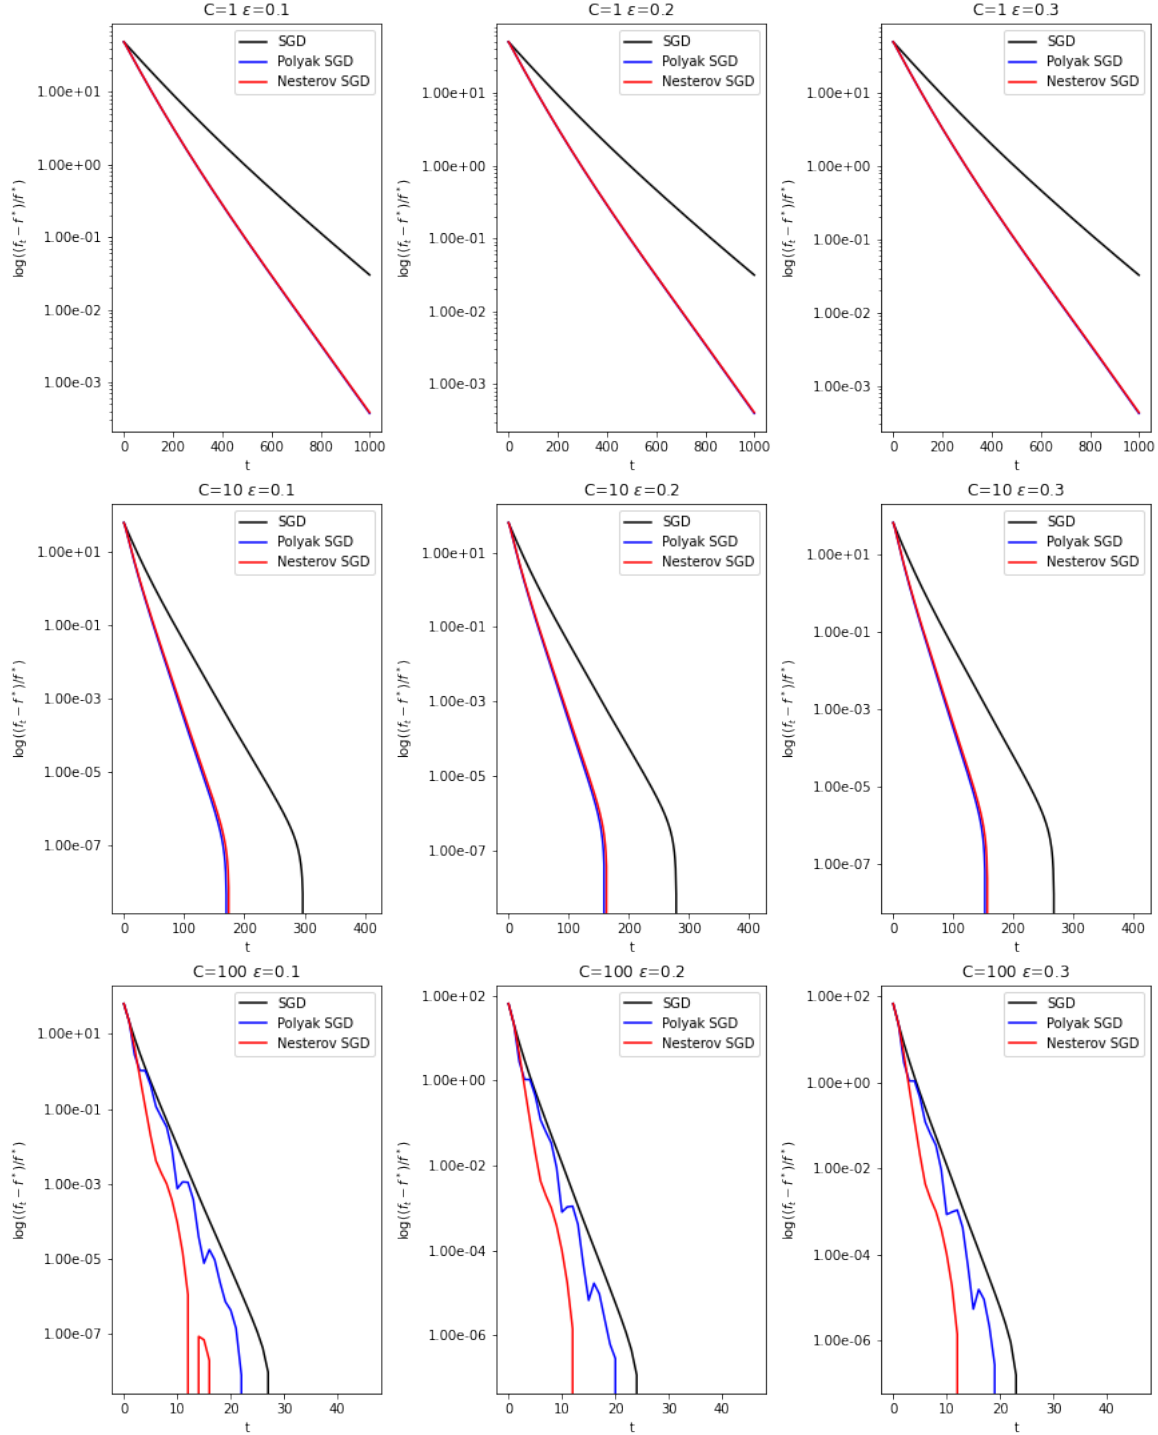 C=1 ε=0.1
SGD
Polyak SGD
Nesterov SGD
1.00e+01
1.00e+00
1.00e-01
1.00e-02
1.00e-03
log((f_t − f*)/f*)
0 200 400 600 800 1000
t
C=1 ε=0.2
SGD
Polyak SGD
Nesterov SGD
1.00e+01
1.00e+00
1.00e-01
1.00e-02
1.00e-03
log((f_t − f*)/f*)
0 200 400 600 800 1000
t
C=1 ε=0.3
SGD
Polyak SGD
Nesterov SGD
1.00e+01
1.00e+00
1.00e-01
1.00e-02
1.00e-03
log((f_t − f*)/f*)
0 200 400 600 800 1000
t
C=10 ε=0.1
SGD
Polyak SGD
Nesterov SGD
1.00e+01
1.00e-01
1.00e-03
1.00e-05
1.00e-07
log((f_t − f*)/f*)
0 100 200 300 400
t
C=10 ε=0.2
SGD
Polyak SGD
Nesterov SGD
1.00e+01
1.00e-01
1.00e-03
1.00e-05
1.00e-07
log((f_t − f*)/f*)
0 100 200 300 400
t
C=10 ε=0.3
SGD
Polyak SGD
Nesterov SGD
1.00e+01
1.00e-01
1.00e-03
1.00e-05
1.00e-07
log((f_t − f*)/f*)
0 100 200 300 400
t
C=100 ε=0.1
SGD
Polyak SGD
Nesterov SGD
1.00e+01
1.00e-01
1.00e-03
1.00e-05
1.00e-07
log((f_t − f*)/f*)
0 10 20 30 40
t
C=100 ε=0.2
SGD
Polyak SGD
Nesterov SGD
1.00e+02
1.00e+00
1.00e-02
1.00e-04
1.00e-06
log((f_t − f*)/f*)
0 10 20 30 40
t
C=100 ε=0.3
SGD
Polyak SGD
Nesterov SGD
1.00e+02
1.00e+00
1.00e-02
1.00e-04
1.00e-06
log((f_t − f*)/f*)
0 10 20 30 40
t